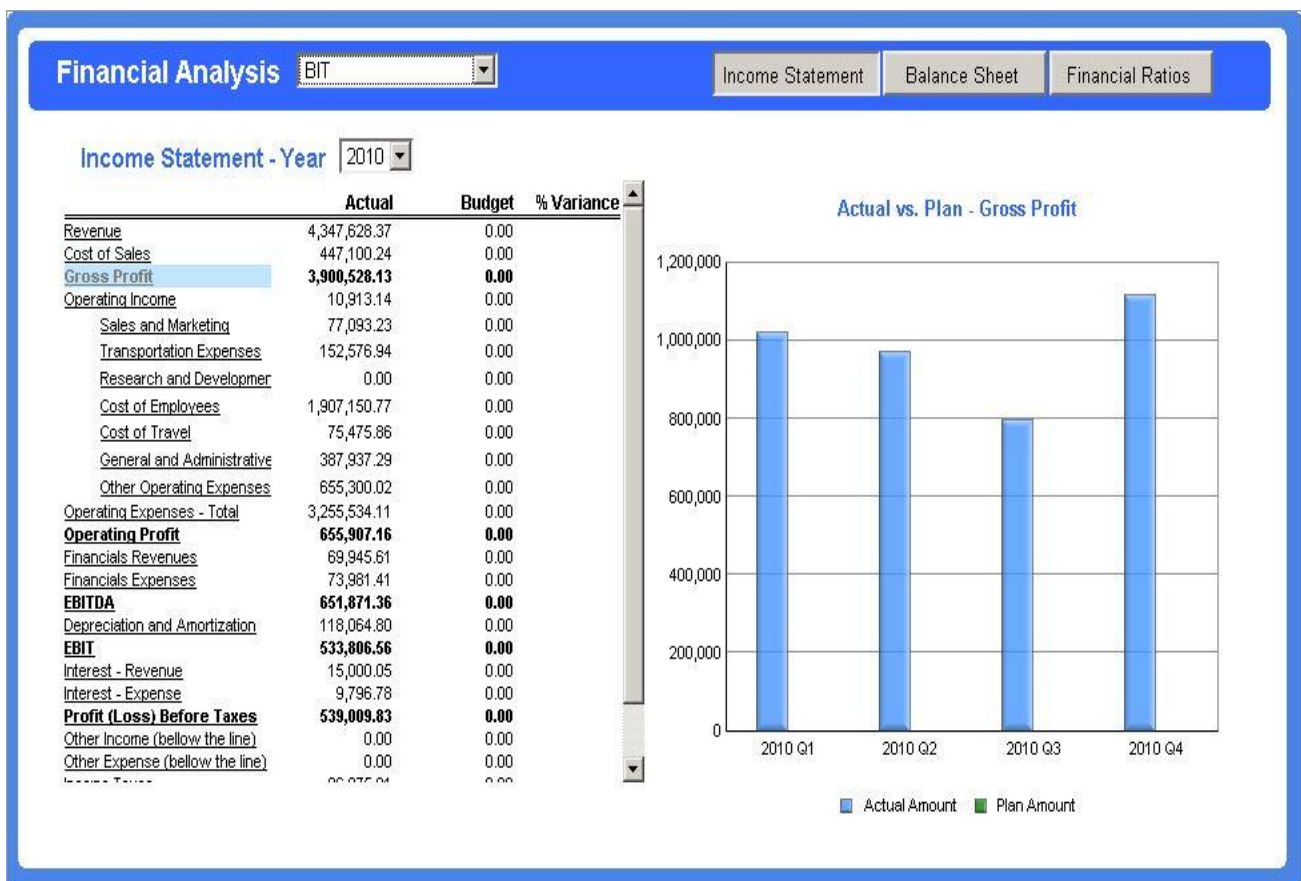 Financial Analysis BIT Income Statement Balance Sheet Financial Ratios
Income Statement - Year 2010
Actual Budget % Variance
Revenue 4,347,628.37 0.00
Cost of Sales 447,100.24 0.00
Gross Profit 3,900,528.13 0.00
Operating Income 10,913.14 0.00
Sales and Marketing 77,093.23 0.00
Transportation Expenses 152,576.94 0.00
Research and Developmer 0.00 0.00
Cost of Employees 1,907,150.77 0.00
Cost of Travel 75,475.86 0.00
General and Administrative 387,937.29 0.00
Other Operating Expenses 655,300.02 0.00
Operating Expenses - Total 3,255,534.11 0.00
Operating Profit 655,907.16 0.00
Financials Revenues 69,945.61 0.00
Financials Expenses 73,981.41 0.00
EBITDA 651,871.36 0.00
Depreciation and Amortization 118,064.80 0.00
EBIT 533,806.56 0.00
Interest - Revenue 15,000.05 0.00
Interest - Expense 9,796.78 0.00
Profit (Loss) Before Taxes 539,009.83 0.00
Other Income (bellow the line) 0.00 0.00
Other Expense (bellow the line) 0.00 0.00
Actual vs. Plan - Gross Profit
1,200,000
1,000,000
800,000
600,000
400,000
200,000
0
2010 Q1 2010 Q2 2010 Q3 2010 Q4
Actual Amount Plan Amount